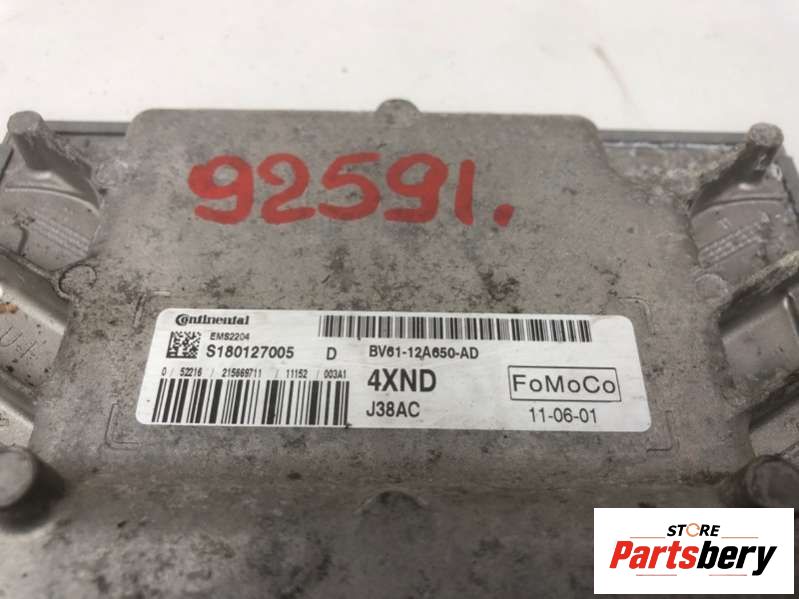 92591.
Continental
EMS2204
S180127005 D BV61-12A650-AD
0 / 52216 / 215669711 / 11152 / 003A1
4XND
FoMoCo
J38AC
11-06-01
STORE
Partsbery